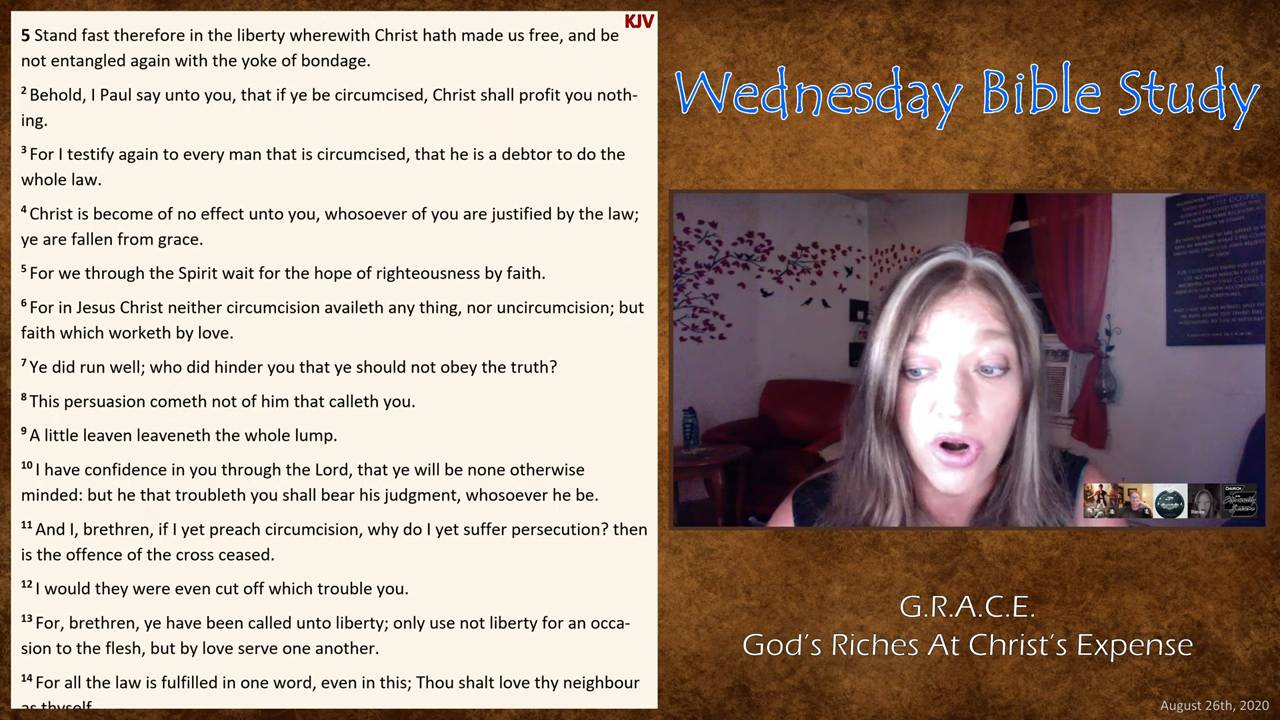 KJV
5 Stand fast therefore in the liberty wherewith Christ hath made us free, and be
not entangled again with the yoke of bondage.
2 Behold, I Paul say unto you, that if ye be circumcised, Christ shall profit you noth-
ing.
3 For I testify again to every man that is circumcised, that he is a debtor to do the
whole law.
4 Christ is become of no effect unto you, whosoever of you are justified by the law;
ye are fallen from grace.
5 For we through the Spirit wait for the hope of righteousness by faith.
6 For in Jesus Christ neither circumcision availeth any thing, nor uncircumcision; but
faith which worketh by love.
7 Ye did run well; who did hinder you that ye should not obey the truth?
8 This persuasion cometh not of him that calleth you.
9 A little leaven leaveneth the whole lump.
10 I have confidence in you through the Lord, that ye will be none otherwise
minded: but he that troubleth you shall bear his judgment, whosoever he be.
11 And I, brethren, if I yet preach circumcision, why do I yet suffer persecution? then
is the offence of the cross ceased.
12 I would they were even cut off which trouble you.
13 For, brethren, ye have been called unto liberty; only use not liberty for an occa-
sion to the flesh, but by love serve one another.
14 For all the law is fulfilled in one word, even in this; Thou shalt love thy neighbour
as thyself
Wednesday Bible Study
G.R.A.C.E.
God's Riches At Christ's Expense
August 26th, 2020